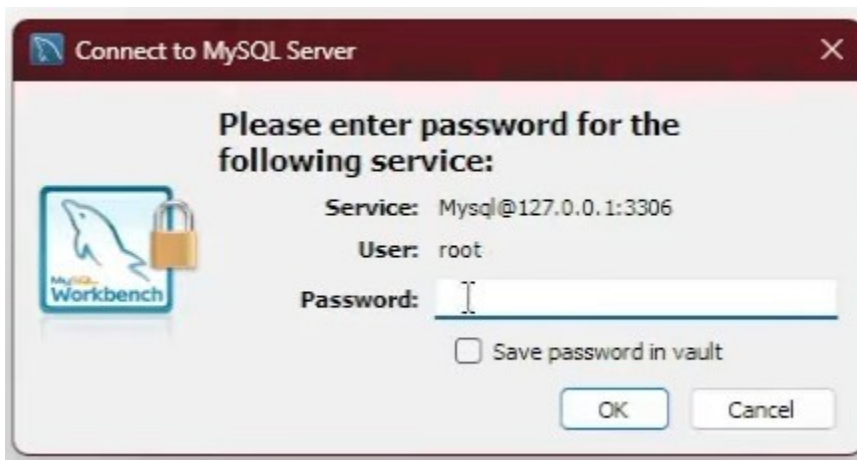 Connect to MySQL Server
Please enter password for the
following service:
Service: Mysql@127.0.0.1:3306
User: root
MySQL
Workbench
Password:
Save password in vault
OK Cancel